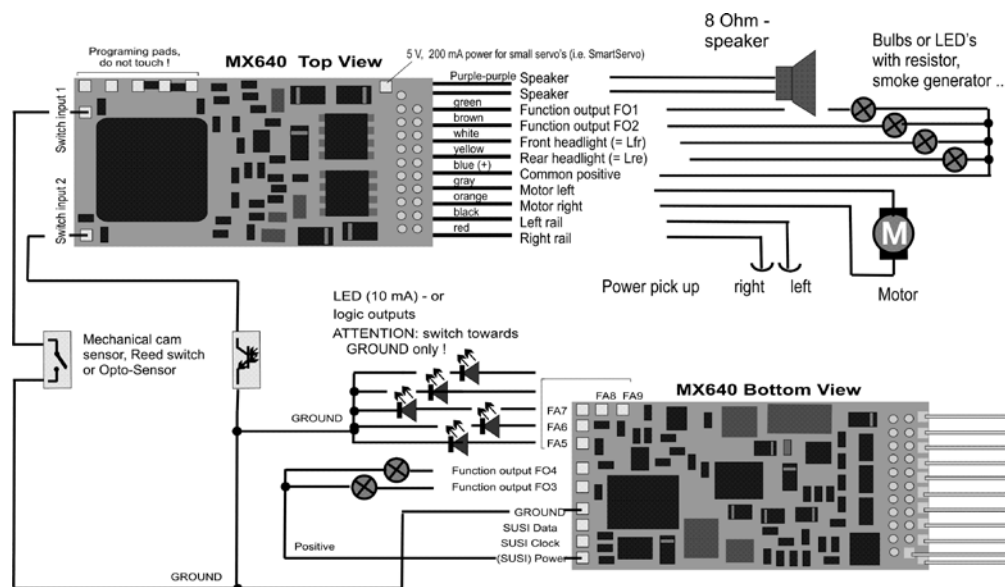 Programing pads,
do not touch !
MX640 Top View
5 V, 200 mA power for small servo's (i.e. SmartServo)
8 Ohm -
speaker
Bulbs or LED's
with resistor,
smoke generator ..
Switch input 1
Switch input 2
Purple-purple Speaker
Speaker
green Function output FO1
brown Function output FO2
white Front headlight (= Lfr)
yellow Rear headlight (= Lre)
blue (+) Common positive
gray Motor left
orange Motor right
black Left rail
red Right rail
M
Motor
Power pick up right left
Mechanical cam
sensor, Reed switch
or Opto-Sensor
LED (10 mA) - or
logic outputs
ATTENTION: switch towards
GROUND only !
GROUND
MX640 Bottom View
FA8 FA9
FA7
FA6
FA5
Function output FO4
Function output FO3
GROUND
SUSI Data
SUSI Clock
(SUSI) Power
Positive
GROUND